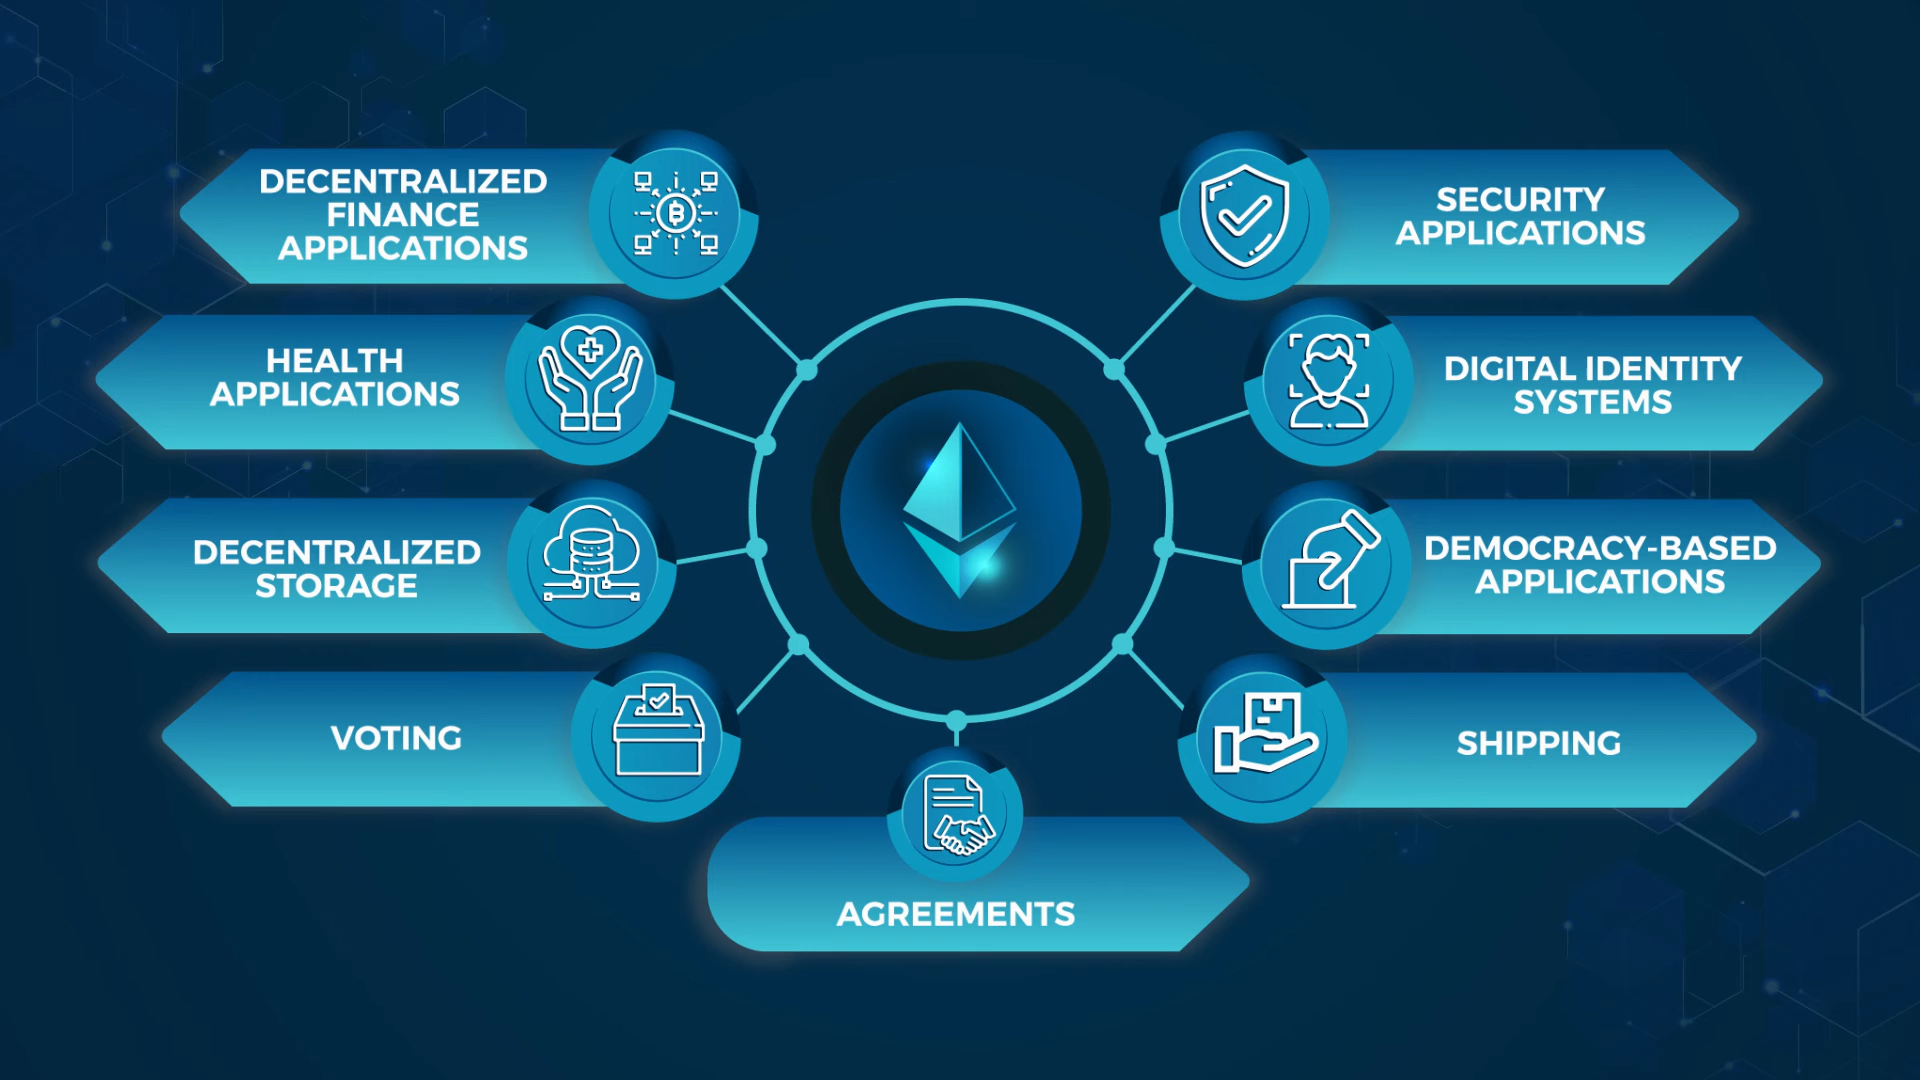 DECENTRALIZED
FINANCE
APPLICATIONS
HEALTH
APPLICATIONS
DECENTRALIZED
STORAGE
VOTING
AGREEMENTS
SECURITY
APPLICATIONS
DIGITAL IDENTITY
SYSTEMS
DEMOCRACY-BASED
APPLICATIONS
SHIPPING